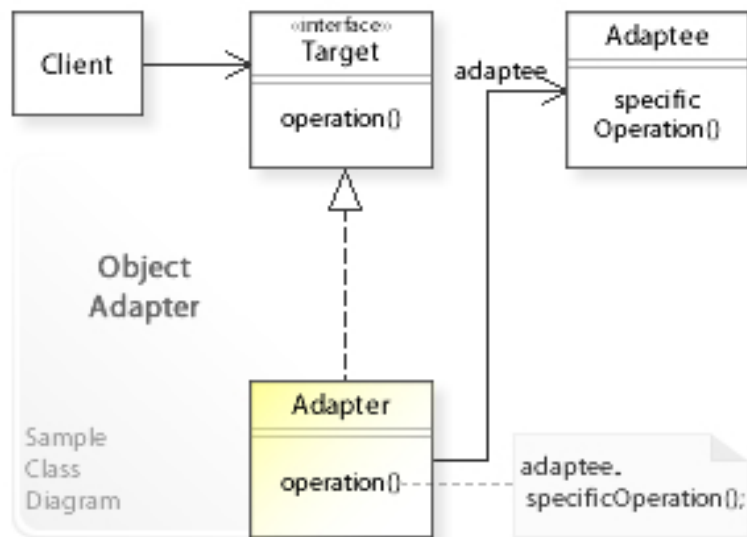 Client
«interface»
Target
operation()
adaptee
Adaptee
specific
Operation()
Object
Adapter
Adapter
operation()
adaptee.
specificOperation();
Sample
Class
Diagram